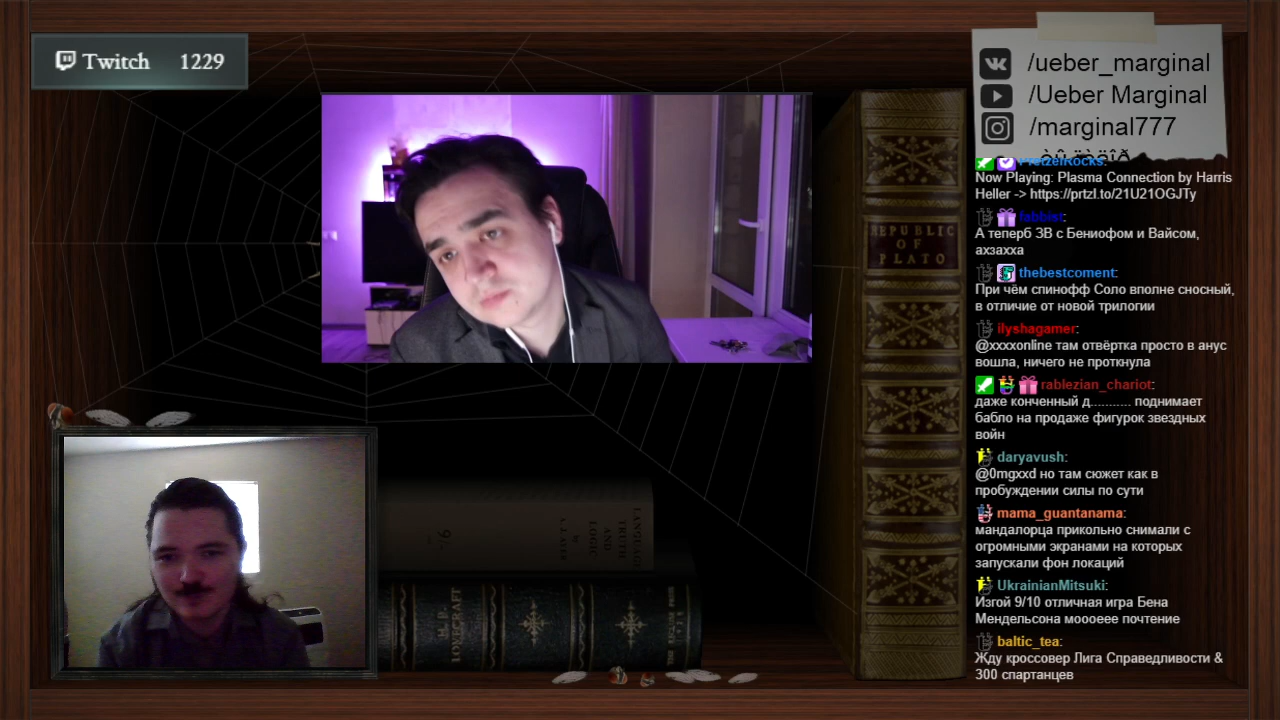 Twitch 1229
/ueber_marginal
/Ueber Marginal
/marginal777
PretzelRocks:
Now Playing: Plasma Connection by Harris
Heller -> https://prtzl.to/21U21OGJTy
fabbist:
А теперб ЗВ с Бениофом и Вайсом,
ахзахха
thebestcoment:
При чём спинофф Соло вполне сносный,
в отличие от новой трилогии
ilyshagamer:
@xxxxonline там отвёртка просто в анус
вошла, ничего не проткнула
rablezian_chariot:
даже конченный д........... поднимает
бабло на продаже фигурок звездных
войн
daryavush:
@0mgxxd но там сюжет как в
пробуждении силы по сути
mama_guantanama:
мандалорца прикольно снимали с
огромными экранами на которых
запускали фон локаций
UkrainianMitsuki:
Изгой 9/10 отличная игра Бена
Мендельсона моооеее почтение
baltic_tea:
Жду кроссовер Лига Справедливости &
300 спартанцев
REPUBLIC
OF
PLATO
LANGUAGE
TRUTH
AND
LOGIC
A.J.AYER
H.P.
LOVECRAFT